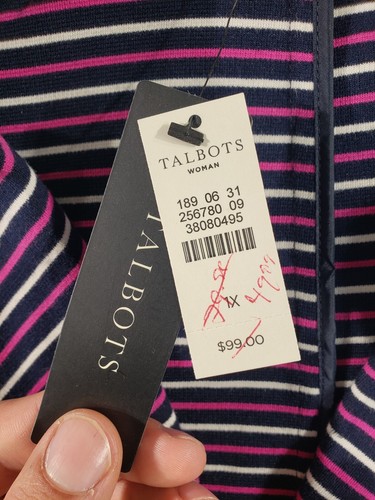 TALBOTS
WOMAN
189 06 31
256780 09
38080495
1X
$99.00
TALBOTS